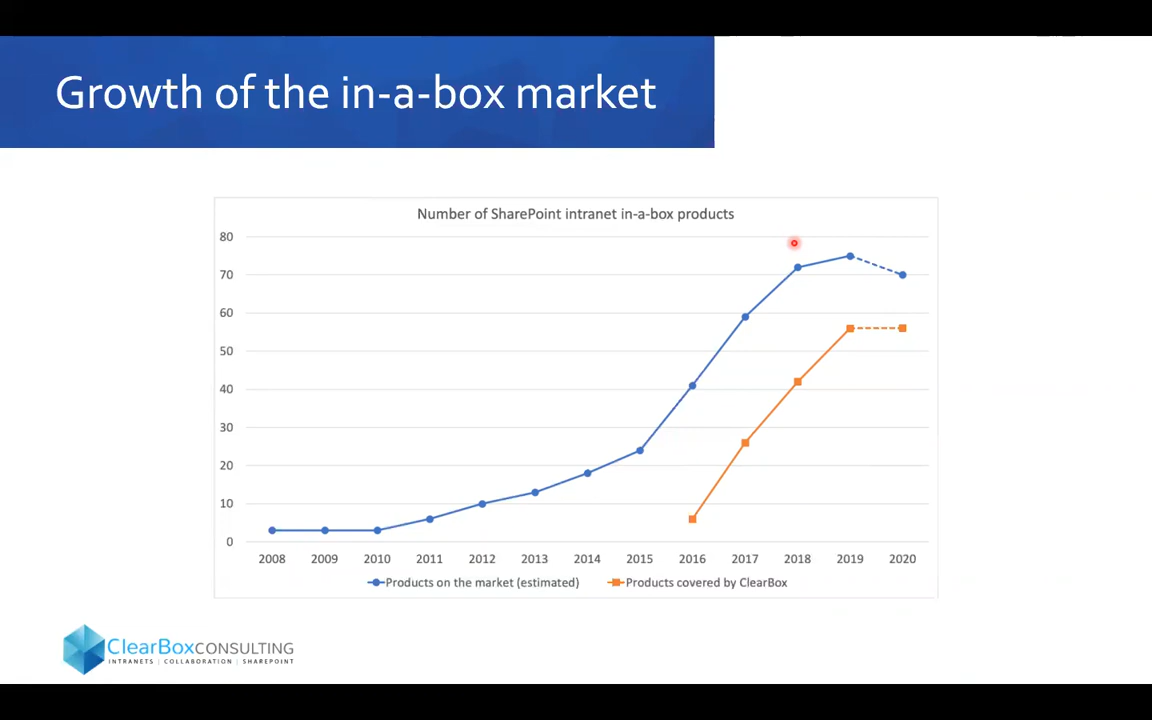 Growth of the in-a-box market
Number of SharePoint intranet in-a-box products
80
70
60
50
40
30
20
10
0
2008 2009 2010 2011 2012 2013 2014 2015 2016 2017 2018 2019 2020
Products on the market (estimated) Products covered by ClearBox
ClearBoxCONSULTING
INTRANETS | COLLABORATION | SHAREPOINT